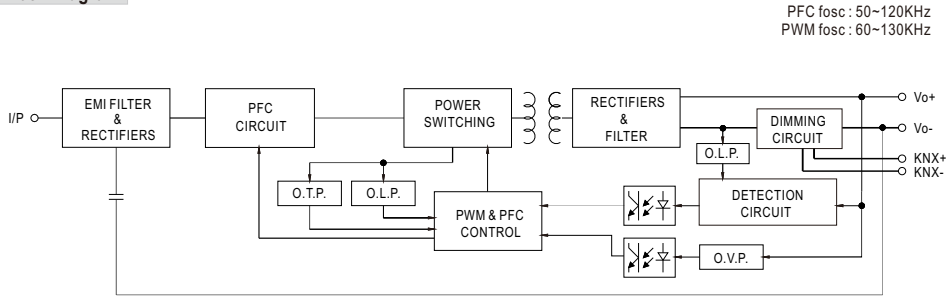 PFC fosc : 50~120KHz
PWM fosc : 60~130KHz
I/P
EMI FILTER
&
RECTIFIERS
PFC
CIRCUIT
POWER
SWITCHING
RECTIFIERS
&
FILTER
DIMMING
CIRCUIT
Vo+
Vo-
KNX+
KNX-
O.L.P.
O.T.P.
O.L.P.
PWM & PFC
CONTROL
DETECTION
CIRCUIT
O.V.P.